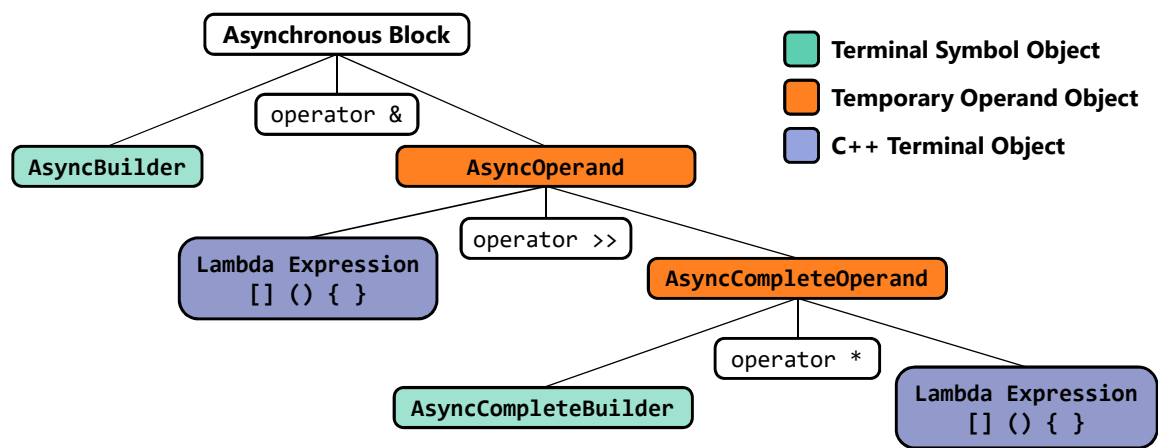 Asynchronous Block
Terminal Symbol Object
Temporary Operand Object
C++ Terminal Object
operator &
AsyncBuilder
AsyncOperand
operator >>
Lambda Expression
[] () { }
AsyncCompleteOperand
operator *
AsyncCompleteBuilder
Lambda Expression
[] () { }